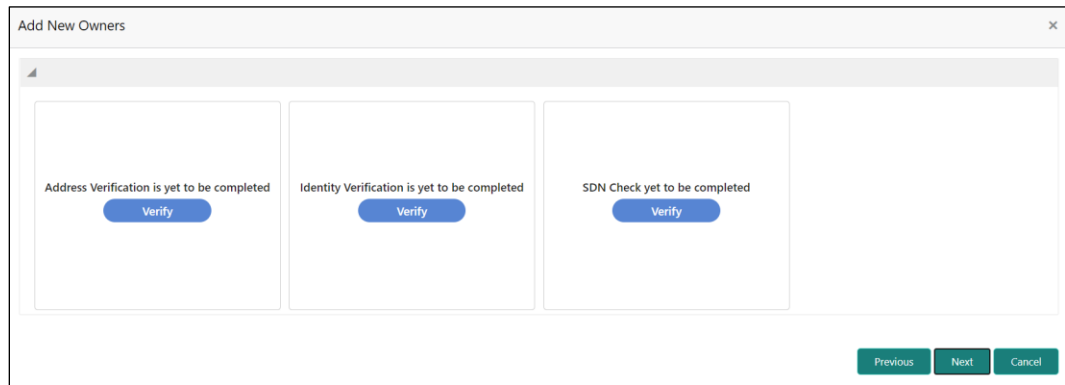 Add New Owners
×
Address Verification is yet to be completed
Verify
Identity Verification is yet to be completed
Verify
SDN Check yet to be completed
Verify
Previous
Next
Cancel